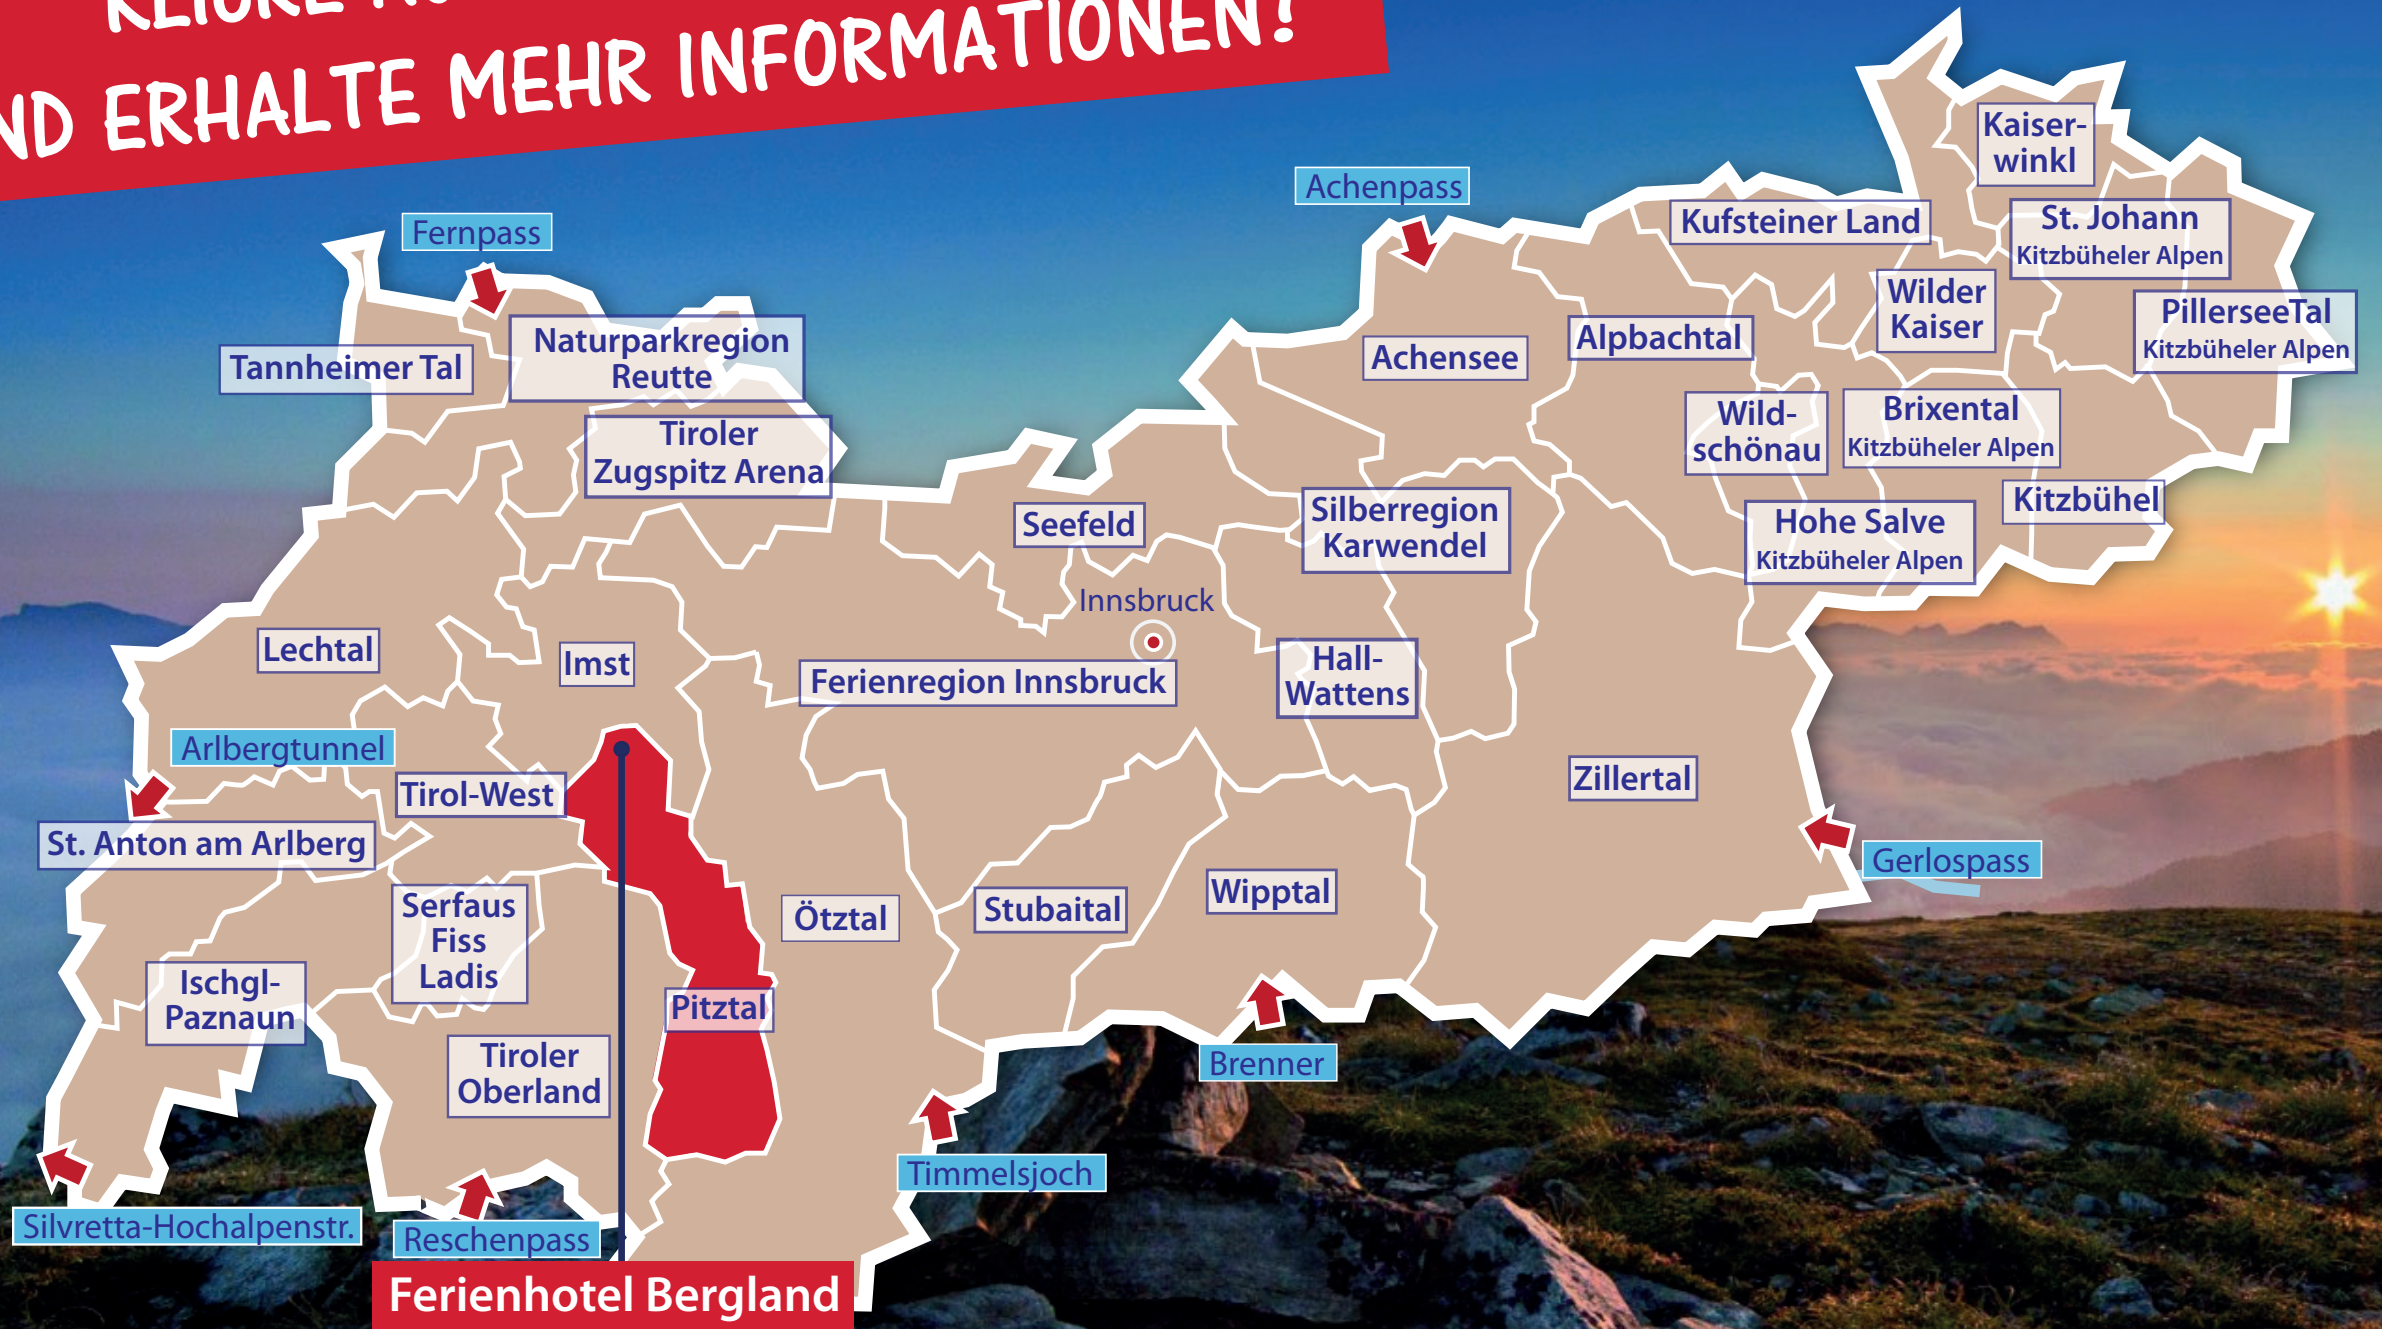 ERHALTE MEHR INFORMATIONEN!
Achenpass
Fernpass
Kaiser-
winkl
Kufsteiner Land
St. Johann
Kitzbüheler Alpen
Wilder
Kaiser
PillerseeTal
Kitzbüheler Alpen
Naturparkregion
Reutte
Tannheimer Tal
Achensee
Alpbachtal
Tiroler
Zugspitz Arena
Wild-
schönau
Brixental
Kitzbüheler Alpen
Seefeld
Silberregion
Karwendel
Hohe Salve
Kitzbüheler Alpen
Kitzbühel
Innsbruck
Lechtal
Imst
Ferienregion Innsbruck
Hall-
Wattens
Arlbergtunnel
Tirol-West
Zillertal
St. Anton am Arlberg
Gerlospass
Serfaus
Fiss
Ladis
Ötztal
Stubaital
Wipptal
Ischgl-
Paznaun
Pitztal
Tiroler
Oberland
Brenner
Timmelsjoch
Silvretta-Hochalpenstr.
Reschenpass
Ferienhotel Bergland